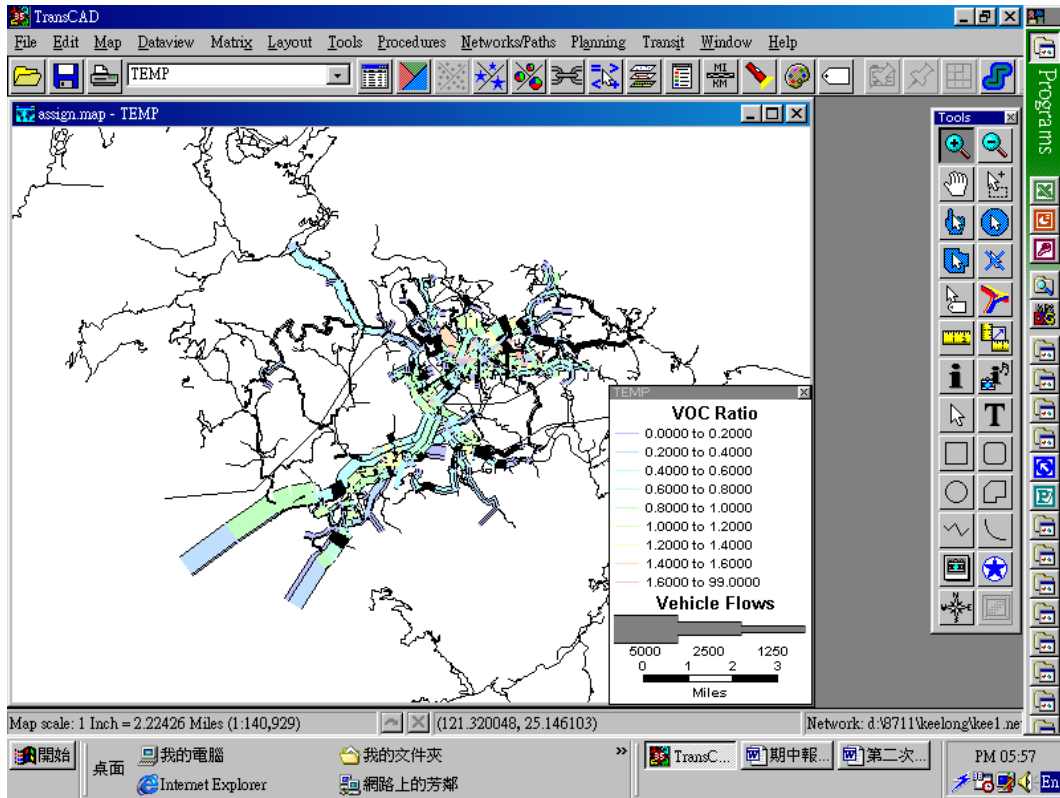 TransCAD
File Edit Map Dataview Matrix Layout Tools Procedures Networks/Paths Planning Transit Window Help
TEMP
MI
KM
assign.map - TEMP
Tools
Programs
TEMP
VOC Ratio
0.0000 to 0.2000
0.2000 to 0.4000
0.4000 to 0.6000
0.6000 to 0.8000
0.8000 to 1.0000
1.0000 to 1.2000
1.2000 to 1.4000
1.4000 to 1.6000
1.6000 to 99.0000
Vehicle Flows
5000 2500 1250
0 1 2 3
Miles
Map scale: 1 Inch = 2.22426 Miles (1:140,929)
(121.320048, 25.146103)
Network: d:\8711\keelong\kee1.ne
開始
桌面
我的電腦
我的文件夾
Internet Explorer
網路上的芳鄰
»
TransC...
期中報...
第二次...
PM 05:57
En